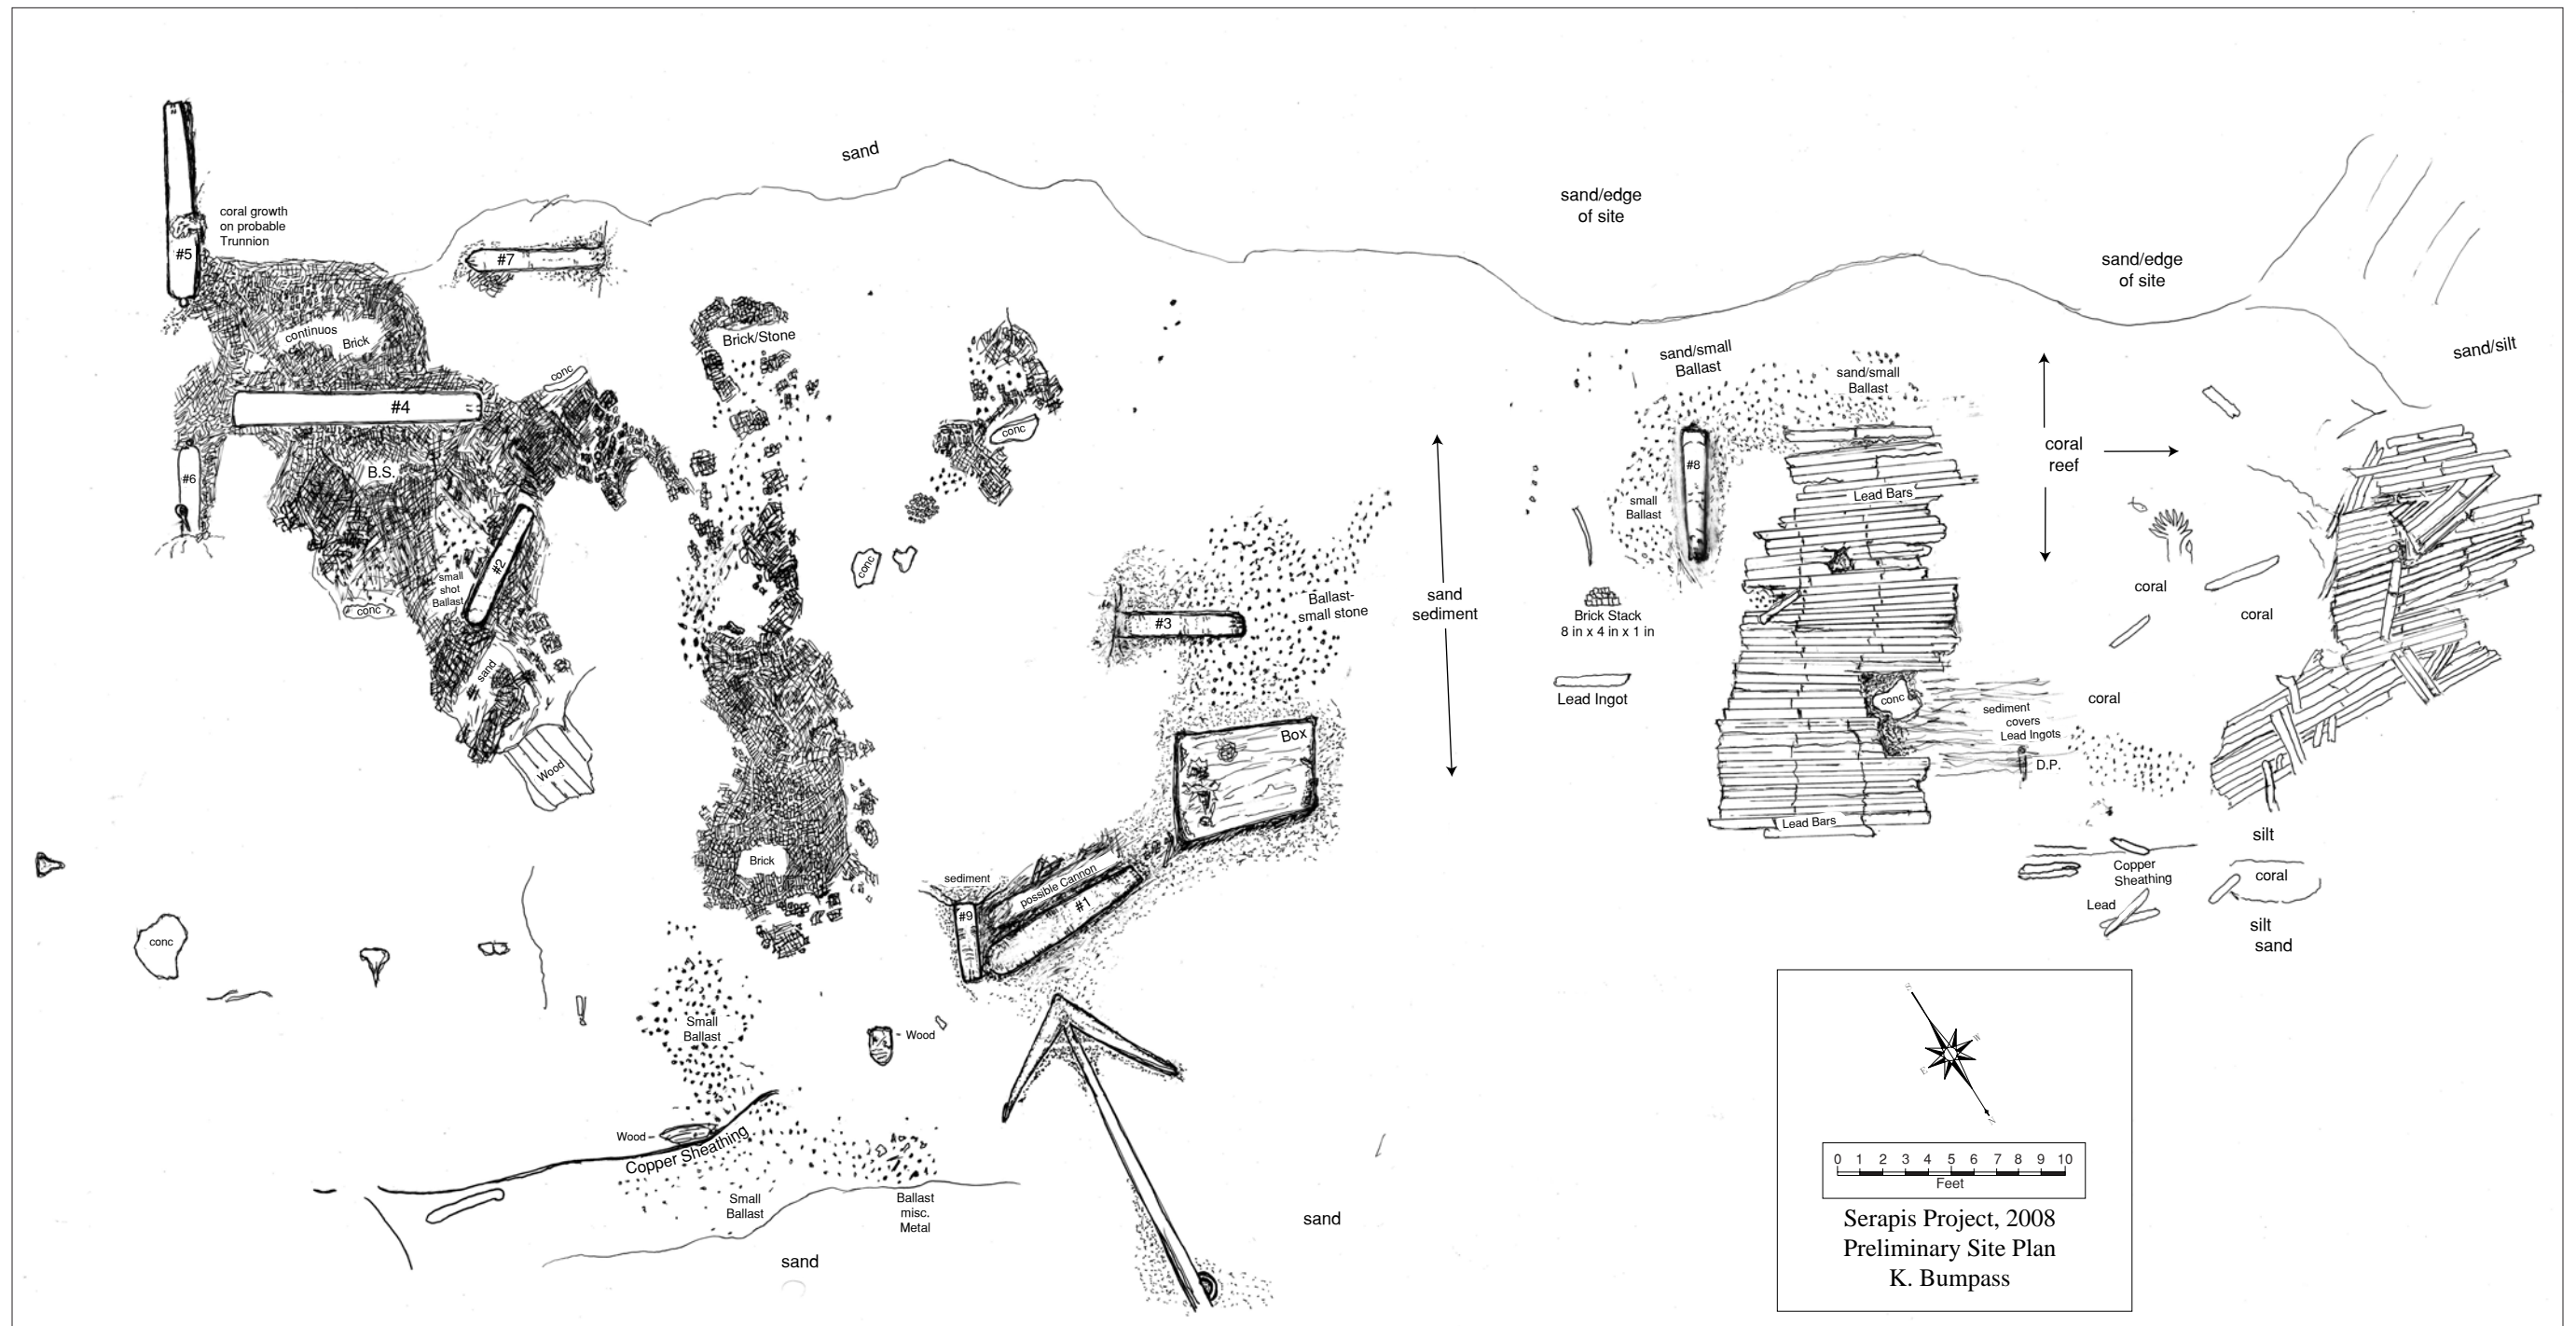 sand
sand/edge
of site
sand/edge
of site
sand/silt
coral growth
on probable
Trunnion
#5
#7
continuos
Brick
Brick/Stone
conc
#4
conc
#6
B.S.
#2
small
shot
Ballast
conc
sand
Wood
conc
Brick
#3
Ballast-
small stone
sand
sediment
Box
sediment
possible Cannon
#9
#1
sand/small
Ballast
sand/small
Ballast
#8
small
Ballast
Lead Bars
Brick Stack
8 in x 4 in x 1 in
Lead Ingot
conc
sediment
covers
Lead Ingots
D.P.
Lead Bars
coral
reef
coral
coral
coral
silt
Copper
Sheathing
coral
Lead
silt
sand
conc
Small
Ballast
Wood
Wood
Copper Sheathing
Small
Ballast
Ballast
misc.
Metal
sand
sand
S
W
E
N
0 1 2 3 4 5 6 7 8 9 10
Feet
Serapis Project, 2008
Preliminary Site Plan
K. Bumpass